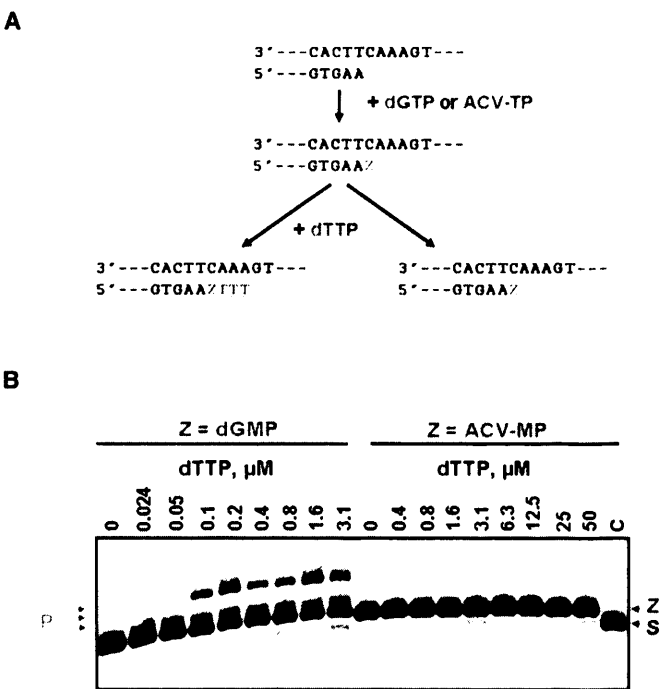 A
3'---CACTTCAAAGT---
5'---GTGAA
+ dGTP or ACV-TP
3'---CACTTCAAAGT---
5'---GTGAAZ
+ dTTP
3'---CACTTCAAAGT--- 3'---CACTTCAAAGT---
5'---GTGAAZTTT 5'---GTGAAZ
B
Z = dGMP Z = ACV-MP
dTTP, µM dTTP, µM
0 0.024 0.05 0.1 0.2 0.4 0.8 1.6 3.1 0 0.4 0.8 1.6 3.1 6.3 12.5 25 50 C
P Z
S